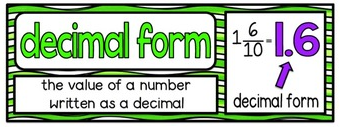 decimal form
the value of a number
written as a decimal
1 6/10 = 1.6
decimal form